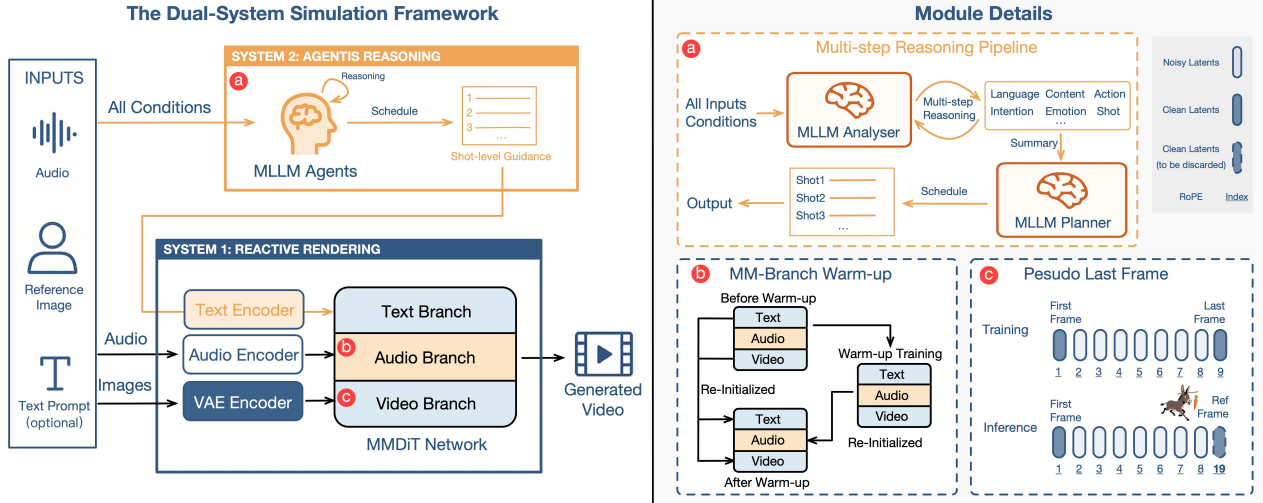 The Dual-System Simulation Framework
INPUTS
Audio
Reference
Image
Text Prompt
(optional)
All Conditions
Audio
Images
SYSTEM 2: AGENTIS REASONING
a
Reasoning
MLLM Agents
Schedule
1
2
3
...
Shot-level Guidance
SYSTEM 1: REACTIVE RENDERING
Text Encoder
Audio Encoder
VAE Encoder
Text Branch
b
Audio Branch
c
Video Branch
MMDiT Network
Generated
Video
Module Details
a
Multi-step Reasoning Pipeline
All Inputs
Conditions
MLLM Analyser
Multi-step
Reasoning
Language Content Action
Intention Emotion Shot
...
Summary
MLLM Planner
Schedule
Shot1
Shot2
Shot3
...
Output
Noisy Latents
Clean Latents
Clean Latents
(to be discarded)
RoPE Index
b
MM-Branch Warm-up
Before Warm-up
Text
Audio
Video
Warm-up Training
Text
Audio
Video
Re-Initialized
Re-Initialized
Text
Audio
Video
After Warm-up
c
Pesudo Last Frame
Training
First
Frame
Last
Frame
1 2 3 4 5 6 7 8 9
Inference
First
Frame
Ref
Frame
1 2 3 4 5 6 7 8 19